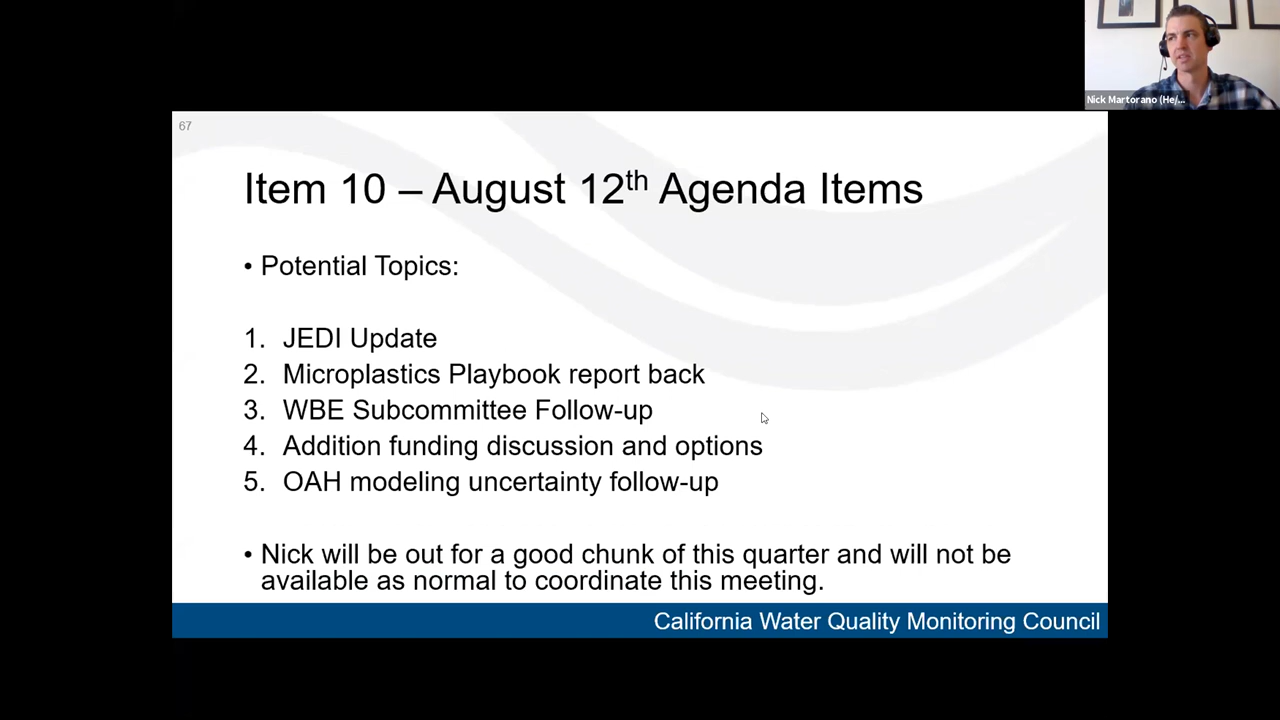 Nick Martorano (He/...
67
Item 10 – August 12th Agenda Items
• Potential Topics:
1. JEDI Update
2. Microplastics Playbook report back
3. WBE Subcommittee Follow-up
4. Addition funding discussion and options
5. OAH modeling uncertainty follow-up
• Nick will be out for a good chunk of this quarter and will not be
available as normal to coordinate this meeting.
California Water Quality Monitoring Council